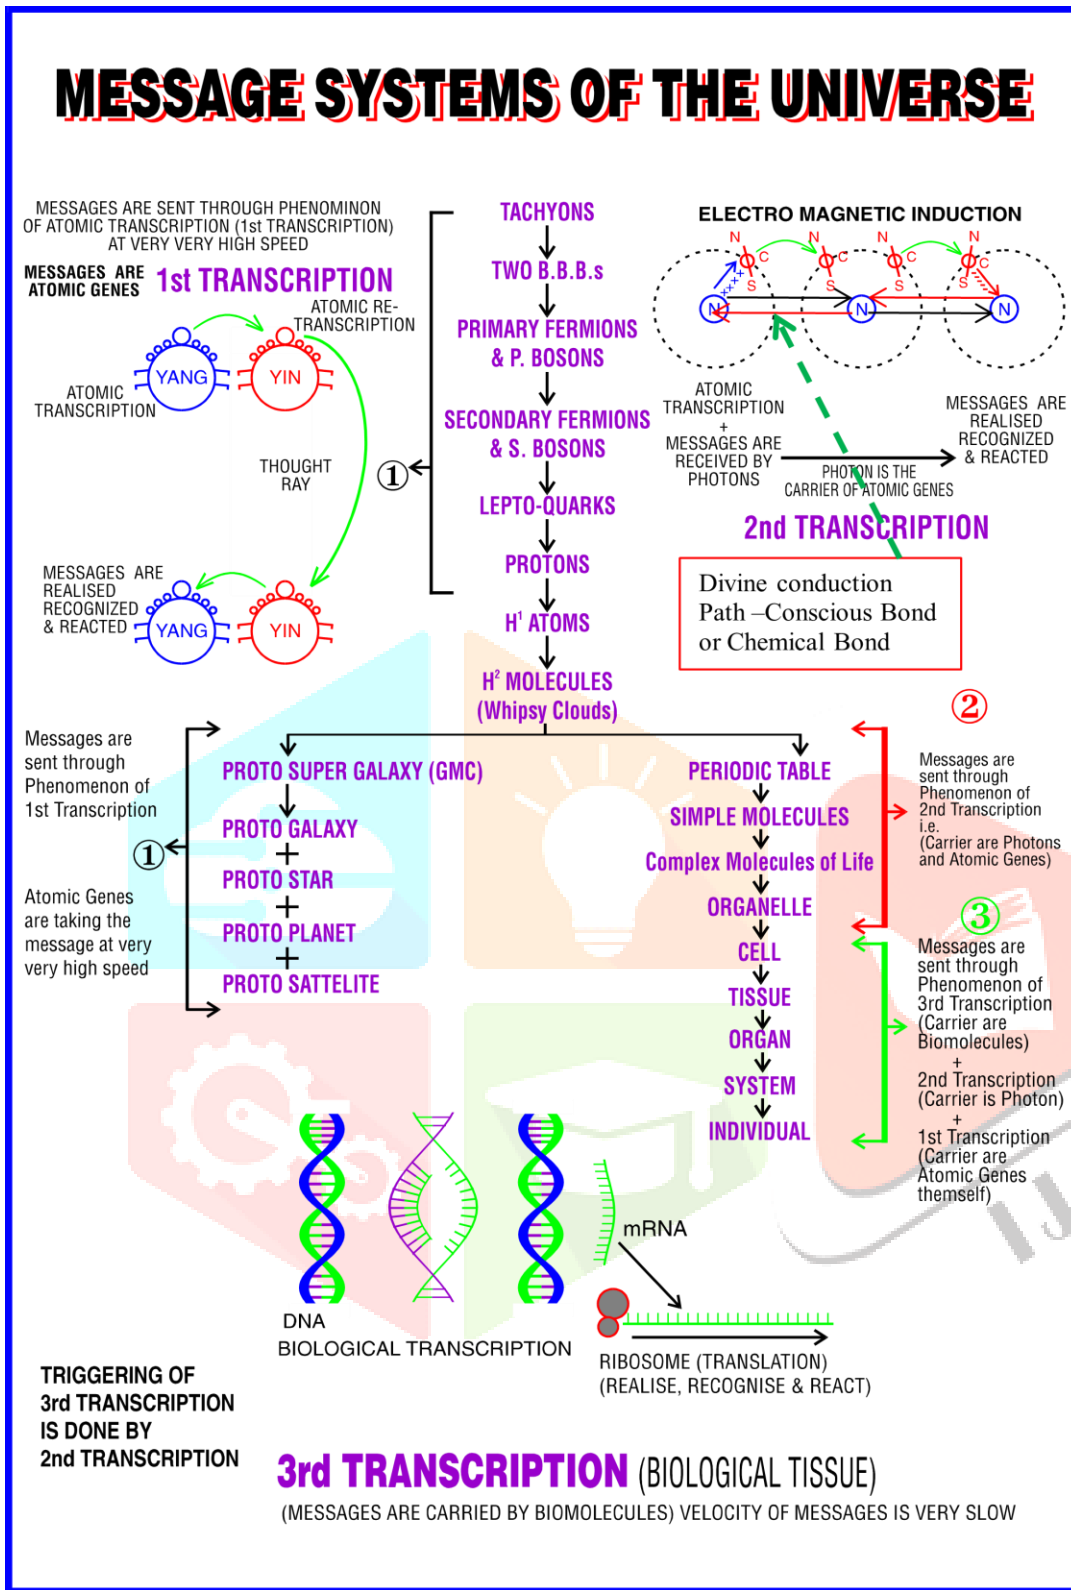 MESSAGE SYSTEMS OF THE UNIVERSE
MESSAGES ARE SENT THROUGH PHENOMINON
OF ATOMIC TRANSCRIPTION (1st TRANSCRIPTION)
AT VERY VERY HIGH SPEED
MESSAGES ARE
ATOMIC GENES
1st TRANSCRIPTION
ATOMIC RE-
TRANSCRIPTION
YANG
YIN
ATOMIC
TRANSCRIPTION
THOUGHT
RAY
MESSAGES ARE
REALISED
RECOGNIZED
& REACTED
YANG
YIN
1
TACHYONS
TWO B.B.B.s
PRIMARY FERMIONS
& P. BOSONS
SECONDARY FERMIONS
& S. BOSONS
LEPTO-QUARKS
PROTONS
H¹ ATOMS
H² MOLECULES
(Whipsy Clouds)
ELECTRO MAGNETIC INDUCTION
N
C
S
N
C
S
N
C
S
N
C
S
N
N
N
ATOMIC
TRANSCRIPTION
+
MESSAGES ARE
RECEIVED BY
PHOTONS
PHOTON IS THE
CARRIER OF ATOMIC GENES
MESSAGES ARE
REALISED
RECOGNIZED
& REACTED
2nd TRANSCRIPTION
Divine conduction
Path –Conscious Bond
or Chemical Bond
Messages are
sent through
Phenomenon of
1st Transcription
1
Atomic Genes
are taking the
message at very
very high speed
PROTO SUPER GALAXY (GMC)
PROTO GALAXY
+
PROTO STAR
+
PROTO PLANET
+
PROTO SATTELITE
PERIODIC TABLE
SIMPLE MOLECULES
Complex Molecules of Life
ORGANELLE
CELL
TISSUE
ORGAN
SYSTEM
INDIVIDUAL
2
Messages are
sent through
Phenomenon of
2nd Transcription
i.e.
(Carrier are Photons
and Atomic Genes)
3
Messages are
sent through
Phenomenon of
3rd Transcription
(Carrier are
Biomolecules)
+
2nd Transcription
(Carrier is Photon)
+
1st Transcription
(Carrier are
Atomic Genes
themself)
IJ
mRNA
DNA
BIOLOGICAL TRANSCRIPTION
RIBOSOME (TRANSLATION)
(REALISE, RECOGNISE & REACT)
TRIGGERING OF
3rd TRANSCRIPTION
IS DONE BY
2nd TRANSCRIPTION
3rd TRANSCRIPTION (BIOLOGICAL TISSUE)
(MESSAGES ARE CARRIED BY BIOMOLECULES) VELOCITY OF MESSAGES IS VERY SLOW